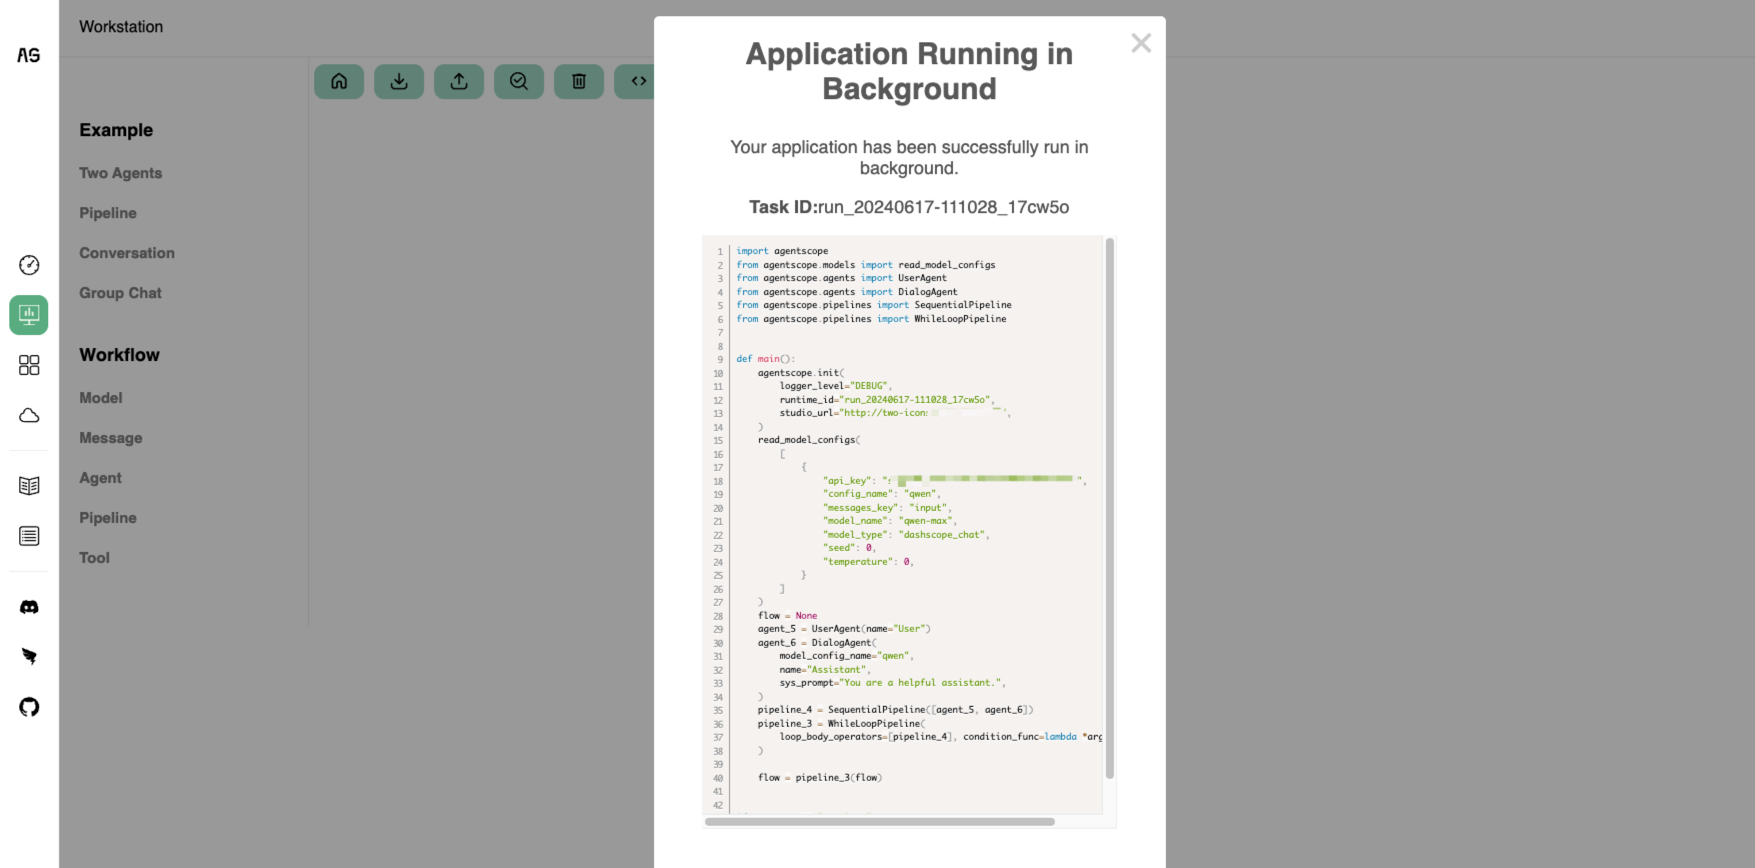 Workstation
AS
Example
Two Agents
Pipeline
Conversation
Group Chat
Workflow
Model
Message
Agent
Pipeline
Tool
Application Running in
Background
Your application has been successfully run in
background.
Task ID:run_20240617-111028_17cw5o
1 import agentscope
2 from agentscope.models import read_model_configs
3 from agentscope.agents import UserAgent
4 from agentscope.agents import DialogAgent
5 from agentscope.pipelines import SequentialPipeline
6 from agentscope.pipelines import WhileLoopPipeline
7
8
9 def main():
10 agentscope.init(
11 logger_level="DEBUG",
12 runtime_id="run_20240617-111028_17cw5o",
13 studio_url="http://two-icons ",
14 )
15 read_model_configs(
16 [
17 {
18 "api_key": " ",
19 "config_name": "qwen",
20 "messages_key": "input",
21 "model_name": "qwen-max",
22 "model_type": "dashscope_chat",
23 "seed": 0,
24 "temperature": 0,
25 }
26 ]
27 )
28 flow = None
29 agent_5 = UserAgent(name="User")
30 agent_6 = DialogAgent(
31 model_config_name="qwen",
32 name="Assistant",
33 sys_prompt="You are a helpful assistant.",
34 )
35 pipeline_4 = SequentialPipeline([agent_5, agent_6])
36 pipeline_3 = WhileLoopPipeline(
37 loop_body_operators=[pipeline_4], condition_func=lambda *arg
38 )
39
40 flow = pipeline_3(flow)
41
42